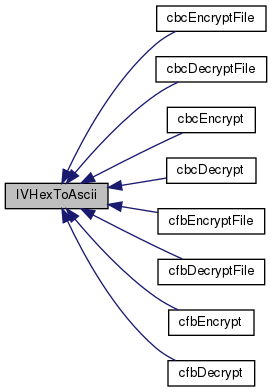 cbcEncryptFile
cbcDecryptFile
cbcEncrypt
cbcDecrypt
IVHexToAscii
cfbEncryptFile
cfbDecryptFile
cfbEncrypt
cfbDecrypt